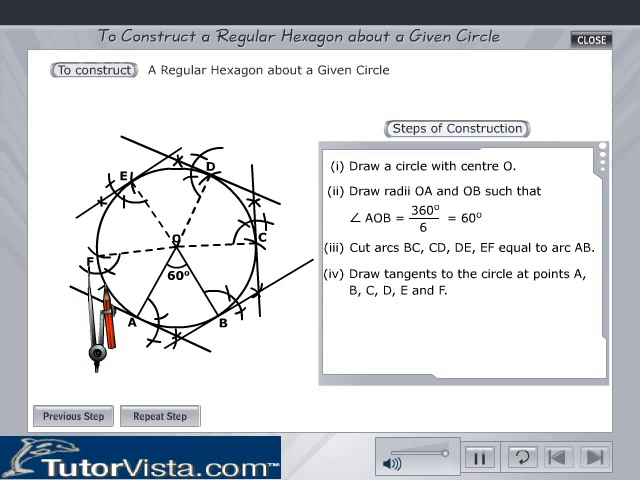 To Construct a Regular Hexagon about a Given Circle
CLOSE
To construct A Regular Hexagon about a Given Circle
Steps of Construction
(i) Draw a circle with centre O.
(ii) Draw radii OA and OB such that
∠ AOB = 360º/6 = 60º
(iii) Cut arcs BC, CD, DE, EF equal to arc AB.
(iv) Draw tangents to the circle at points A,
B, C, D, E and F.
D
E
O
C
F
60º
A
B
Previous Step
Repeat Step
TutorVista.com™